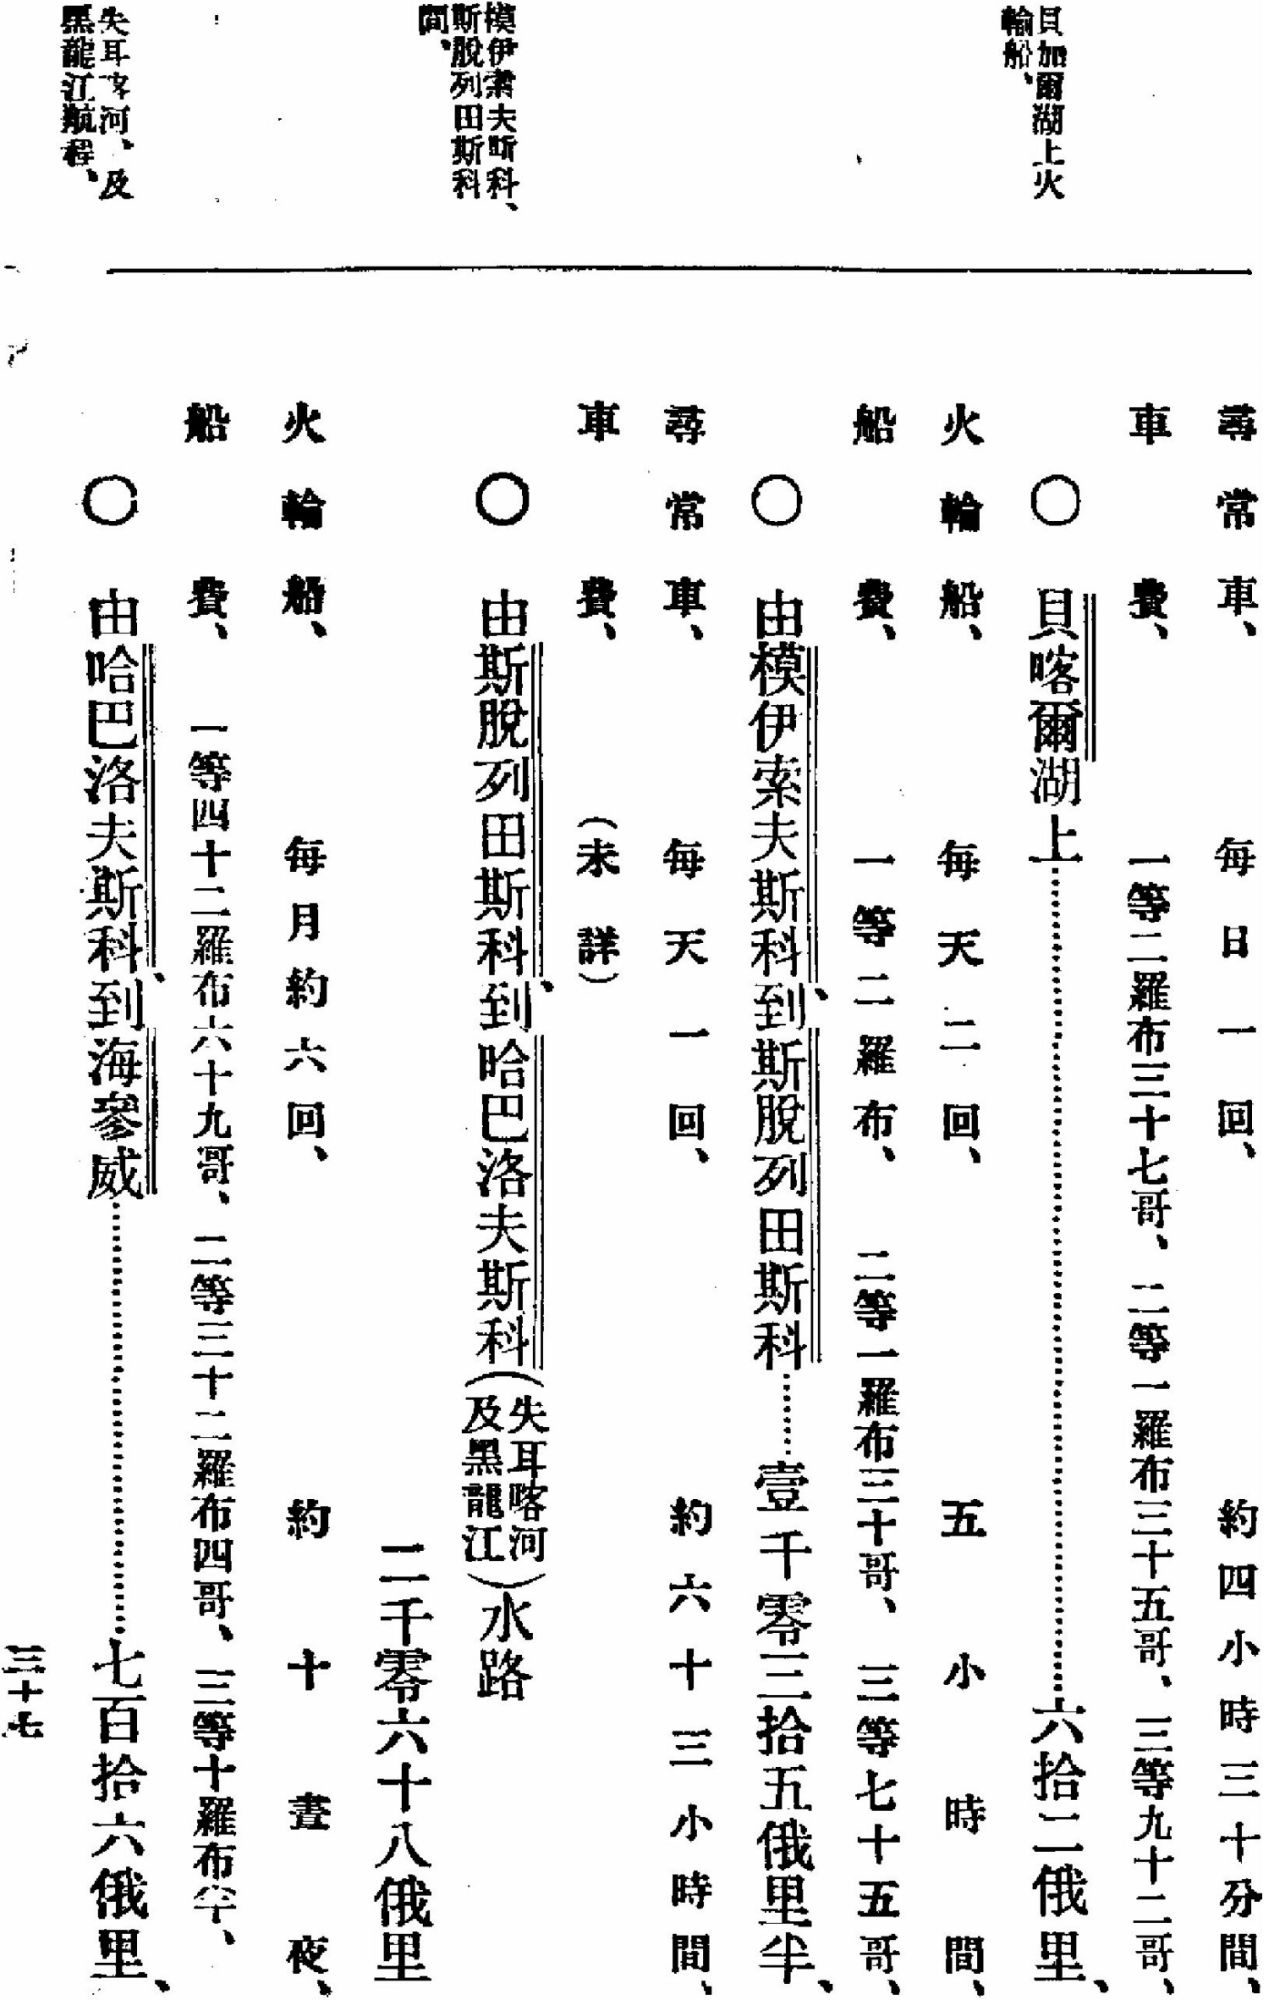 貝加爾湖上火
輪船、
模伊索夫斯科、
斯脫列田斯科
間、
失耳喀河、及
黑龍江航程、
尋常車、每日一回、約四小時三十分間、
車費、一等二羅布三十七哥、二等一羅布三十五哥、三等九十二哥、
〇貝喀爾湖上………………六拾二俄里、
火輪船、每天二回、五小時間、
船費、一等二羅布、二等一羅布三十哥、三等七十五哥、
〇由模伊索夫斯科、到斯脫列田斯科……壹千零三拾五俄里半、
尋常車、每天一回、約六十三小時間、
車費、(未詳)
〇由斯脫列田斯科、到哈巴洛夫斯科(失耳喀河及黑龍江)水路
二千零六十八俄里
火輪船、每月約六回、約十晝夜、
船費、一等四十二羅布六十九哥、二等三十二羅布四哥、三等十羅布半、
〇由哈巴洛夫斯科、到海參威………………七百拾六俄里、
三十七